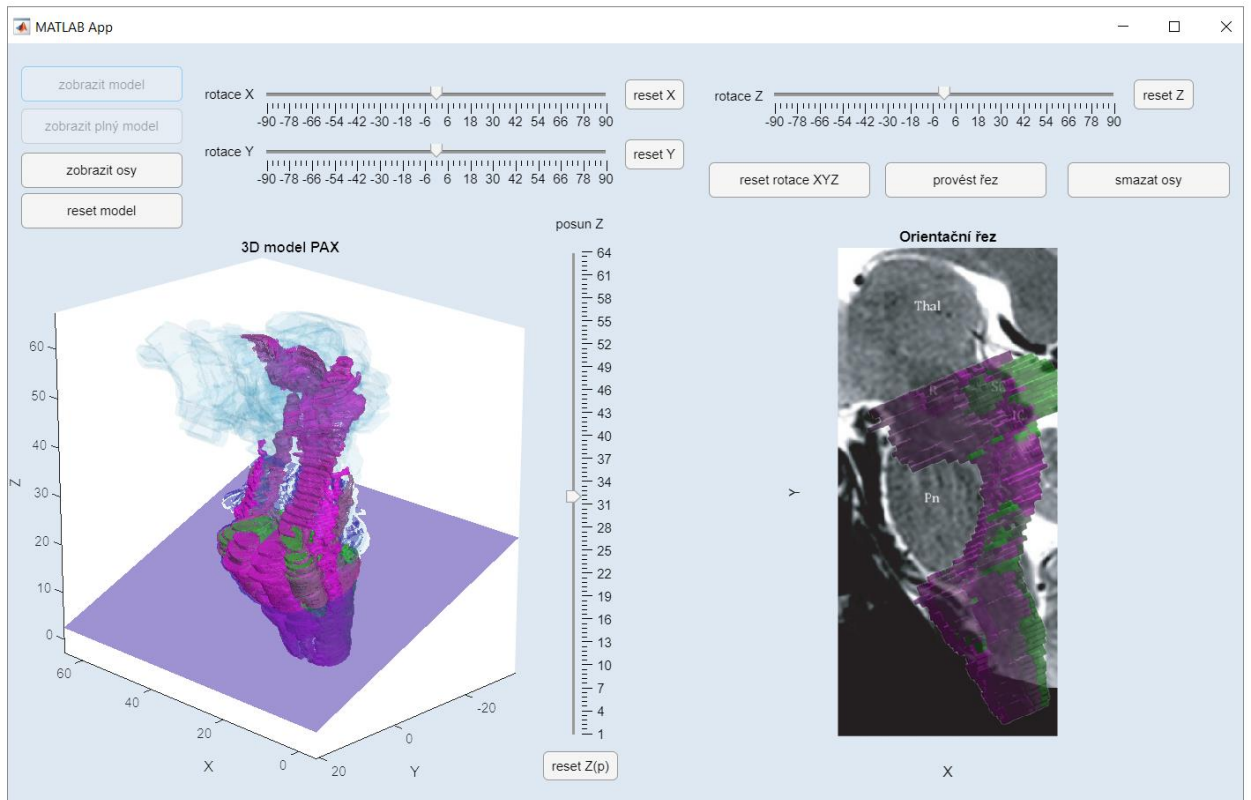 MATLAB App
zobrazit model
zobrazit plný model
zobrazit osy
reset model
rotace X
-90 -78 -66 -54 -42 -30 -18 -6 6 18 30 42 54 66 78 90
reset X
rotace Y
-90 -78 -66 -54 -42 -30 -18 -6 6 18 30 42 54 66 78 90
reset Y
rotace Z
-90 -78 -66 -54 -42 -30 -18 -6 6 18 30 42 54 66 78 90
reset Z
reset rotace XYZ
provést řez
smazat osy
3D model PAX
Z
60
50
40
30
20
10
0
60
40
20
0
X
20
0
-20
Y
posun Z
64
61
58
55
52
49
46
43
40
37
34
31
28
25
22
19
16
13
10
7
4
1
reset Z(p)
Orientační řez
Thal
R
Pn
Y
X